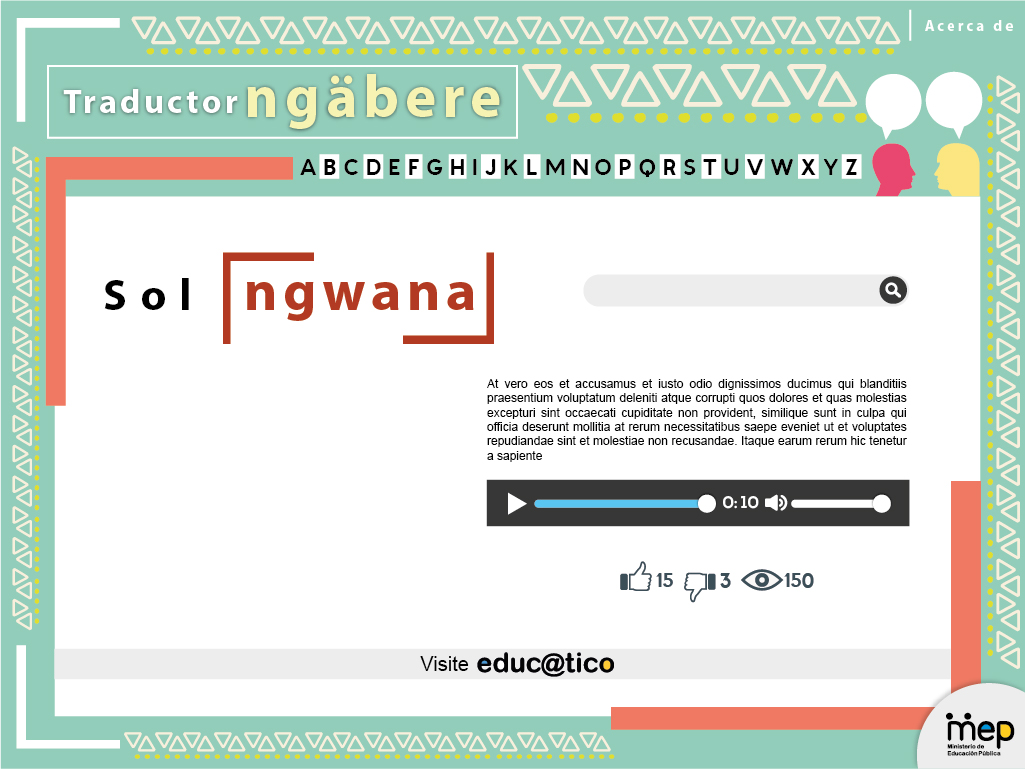 Acerca de
Traductor ngäbere
A B C D E F G H I J K L M N O P Q R S T U V W X Y Z
Sol ngwana
At vero eos et accusamus et iusto odio dignissimos ducimus qui blanditiis
praesentium voluptatum deleniti atque corrupti quos dolores et quas molestias
excepturi sint occaecati cupiditate non provident, similique sunt in culpa qui
officia deserunt mollitia at rerum necessitatibus saepe eveniet ut et voluptates
repudiandae sint et molestiae non recusandae. Itaque earum rerum hic tenetur
a sapiente
0:10
15 3 150
Visite educ@tico
mep
Ministerio de
Educación Pública